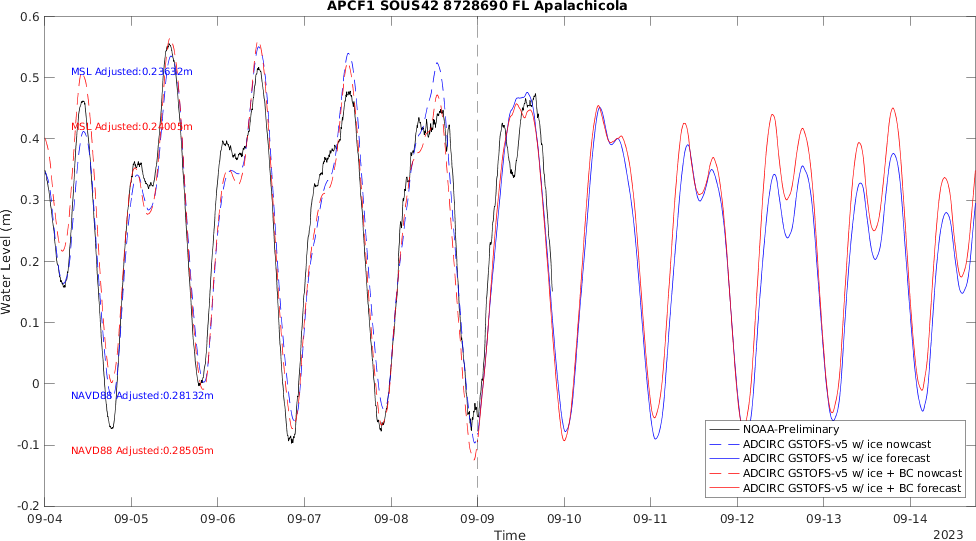 APCF1 SOUS42 8728690 FL Apalachicola
Water Level (m)
0.6
0.5
0.4
0.3
0.2
0.1
0
-0.1
-0.2
MSL Adjusted:0.23632m
MSL Adjusted:0.24005m
NAVD88 Adjusted:0.28132m
NAVD88 Adjusted:0.28505m
NOAA-Preliminary
ADCIRC GSTOFS-v5 w/ ice nowcast
ADCIRC GSTOFS-v5 w/ ice forecast
ADCIRC GSTOFS-v5 w/ ice + BC nowcast
ADCIRC GSTOFS-v5 w/ ice + BC forecast
09-04 09-05 09-06 09-07 09-08 09-09 09-10 09-11 09-12 09-13 09-14
Time
2023